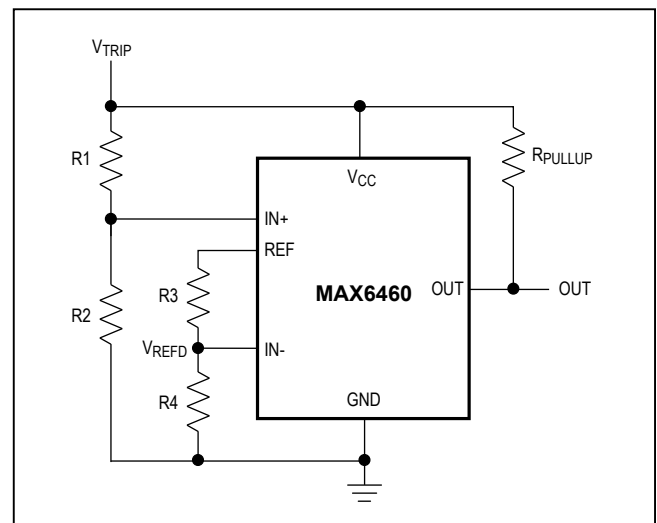 VTRIP
R1
RPULLUP
VCC
IN+
REF
R3
MAX6460
OUT
OUT
R2
VREFD
IN-
R4
GND